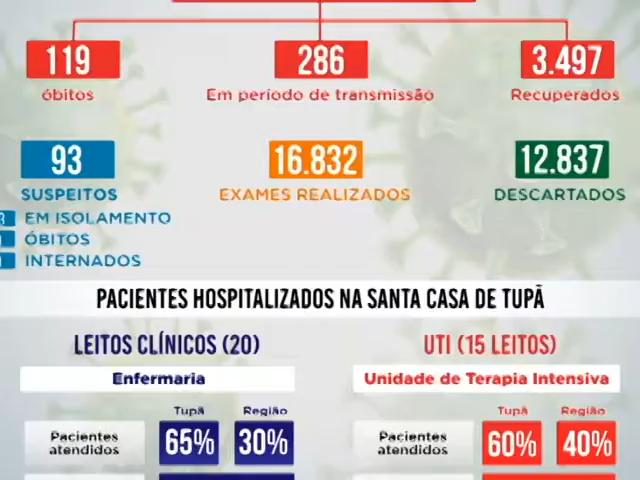 119 286 3.497
óbitos Em período de transmissão Recuperados
93 16.832 12.837
SUSPEITOS EXAMES REALIZADOS DESCARTADOS
EM ISOLAMENTO
ÓBITOS
INTERNADOS
PACIENTES HOSPITALIZADOS NA SANTA CASA DE TUPÃ
LEITOS CLÍNICOS (20) UTI (15 LEITOS)
Enfermaria Unidade de Terapia Intensiva
Tupã Região Tupã Região
Pacientes atendidos 65% 30% Pacientes atendidos 60% 40%